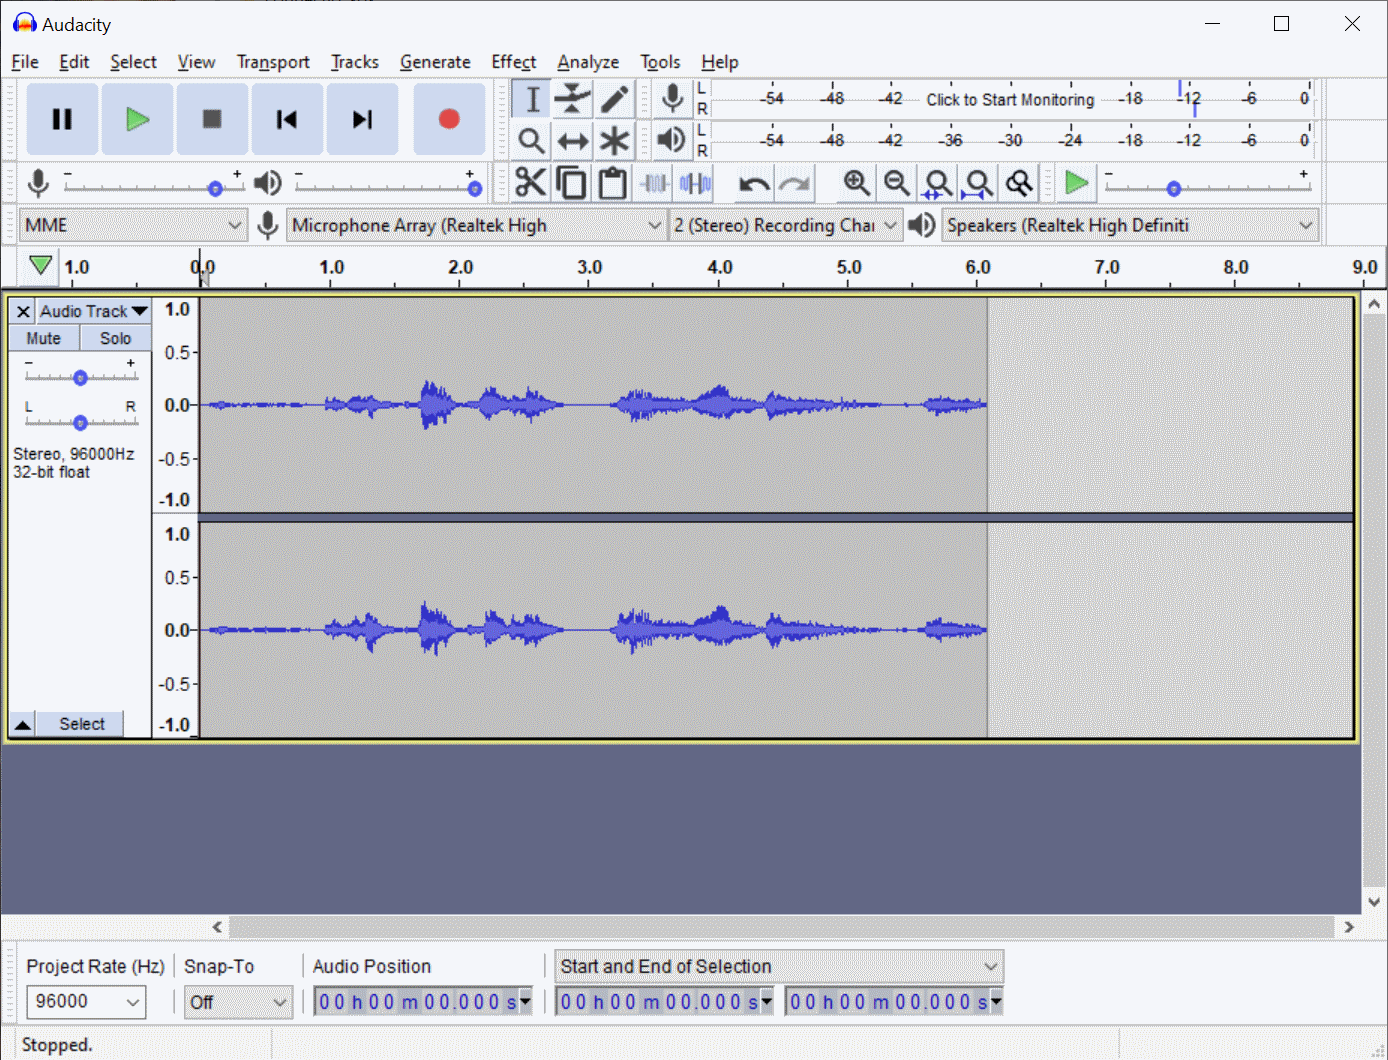 Audacity
File Edit Select View Transport Tracks Generate Effect Analyze Tools Help
L
R
-54 -48 -42 Click to Start Monitoring -18 -12 -6 0
L
R
-54 -48 -42 -36 -30 -24 -18 -12 -6 0
- + - + - +
MME Microphone Array (Realtek High 2 (Stereo) Recording Chai Speakers (Realtek High Definiti
1.0 0.0 1.0 2.0 3.0 4.0 5.0 6.0 7.0 8.0 9.0
Audio Track
Mute Solo
- +
L R
Stereo, 96000Hz
32-bit float
Select
1.0
0.5
0.0
-0.5
-1.0
1.0
0.5
0.0
-0.5
-1.0
Project Rate (Hz) Snap-To Audio Position Start and End of Selection
96000 Off 00 h 00 m 00.000 s 00 h 00 m 00.000 s 00 h 00 m 00.000 s
Stopped.